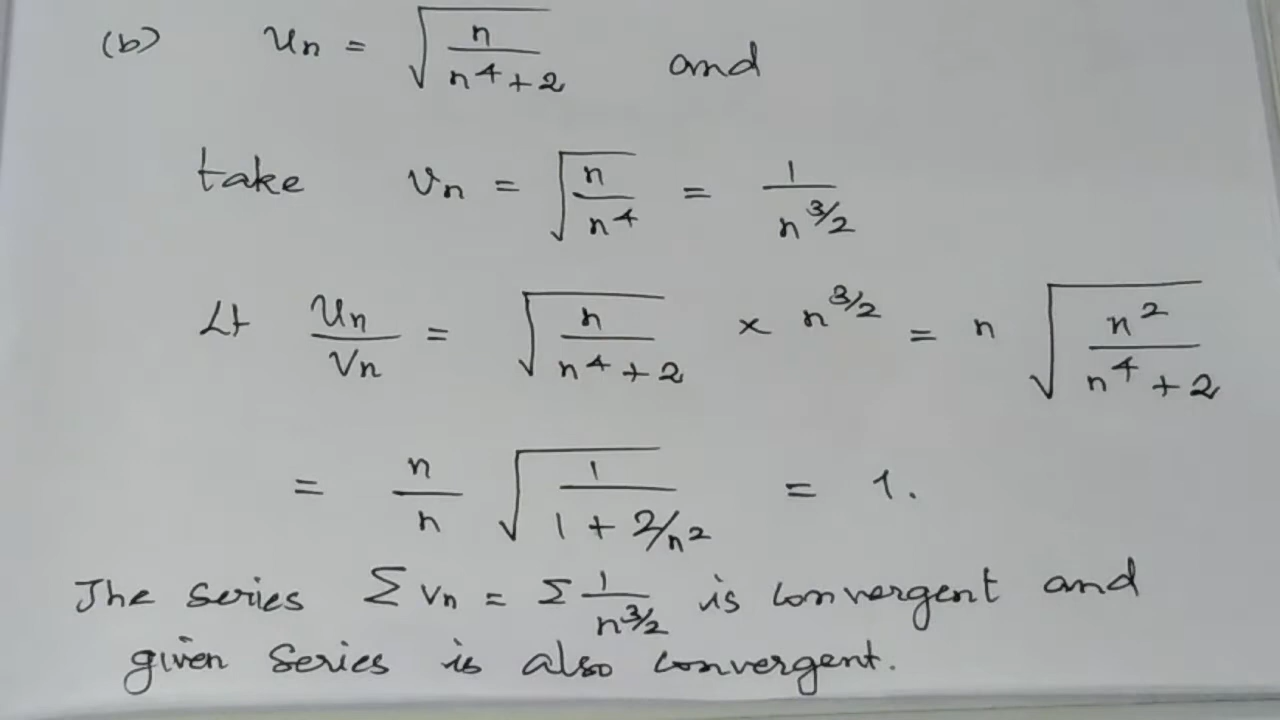 (b) un = √(n/(n⁴+2)) and
take vn = √(n/n⁴) = 1/n^(3/2)
Lt un/vn = √(n/(n⁴+2)) × n^(3/2) = n √(n²/(n⁴+2))
= n/n √(1/(1+2/n²)) = 1.
The series Σ vn = Σ 1/n^(3/2) is convergent and
given series is also convergent.